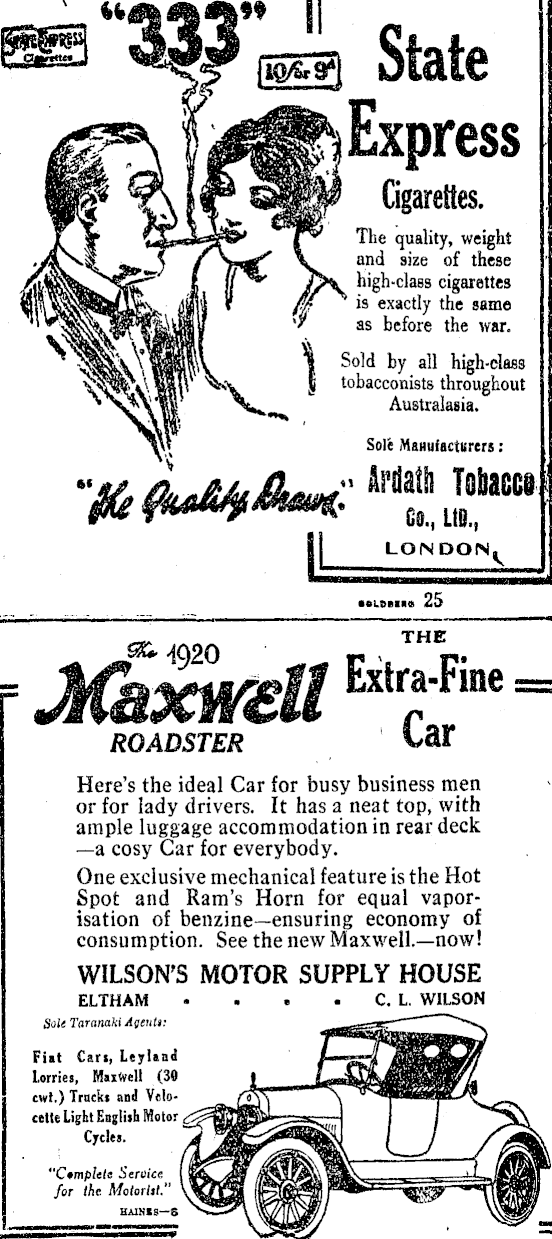 STATE EXPRESS
Cigarettes
"333"
10 for 9d
State
Express
Cigarettes.
The quality, weight
and size of these
high-class cigarettes
is exactly the same
as before the war.
Sold by all high-class
tobacconists throughout
Australasia.
Sole Manufacturers:
Ardath Tobacco
Co., LTD.,
LONDON.
"The Quality Draws."
GOLDBERG 25
The 1920
Maxwell
ROADSTER
THE
Extra-Fine
Car
Here's the ideal Car for busy business men
or for lady drivers. It has a neat top, with
ample luggage accommodation in rear deck
—a cosy Car for everybody.
One exclusive mechanical feature is the Hot
Spot and Ram's Horn for equal vapor-
isation of benzine—ensuring economy of
consumption. See the new Maxwell.—now!
WILSON'S MOTOR SUPPLY HOUSE
ELTHAM . . . . C. L. WILSON
Sole Taranaki Agents:
Fiat Cars, Leyland
Lorries, Maxwell (30
cwt.) Trucks and Velo-
cette Light English Motor
Cycles.
"Complete Service
for the Motorist."
HAINES—6